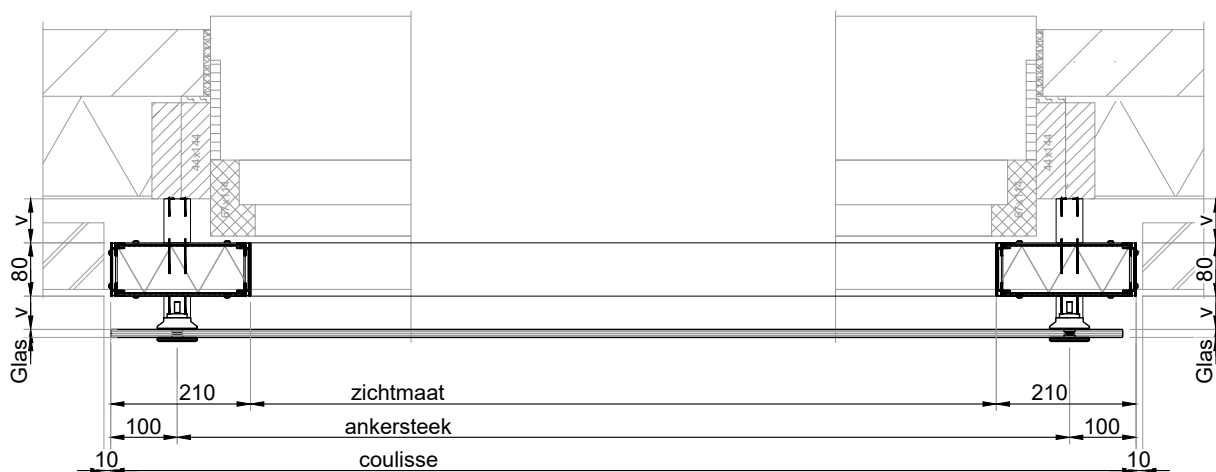 44x144
44x144
67x114
67x114
v
v
80
80
v
v
Glas
Glas
210
zichtmaat
210
100
ankersteek
100
10
coulisse
10